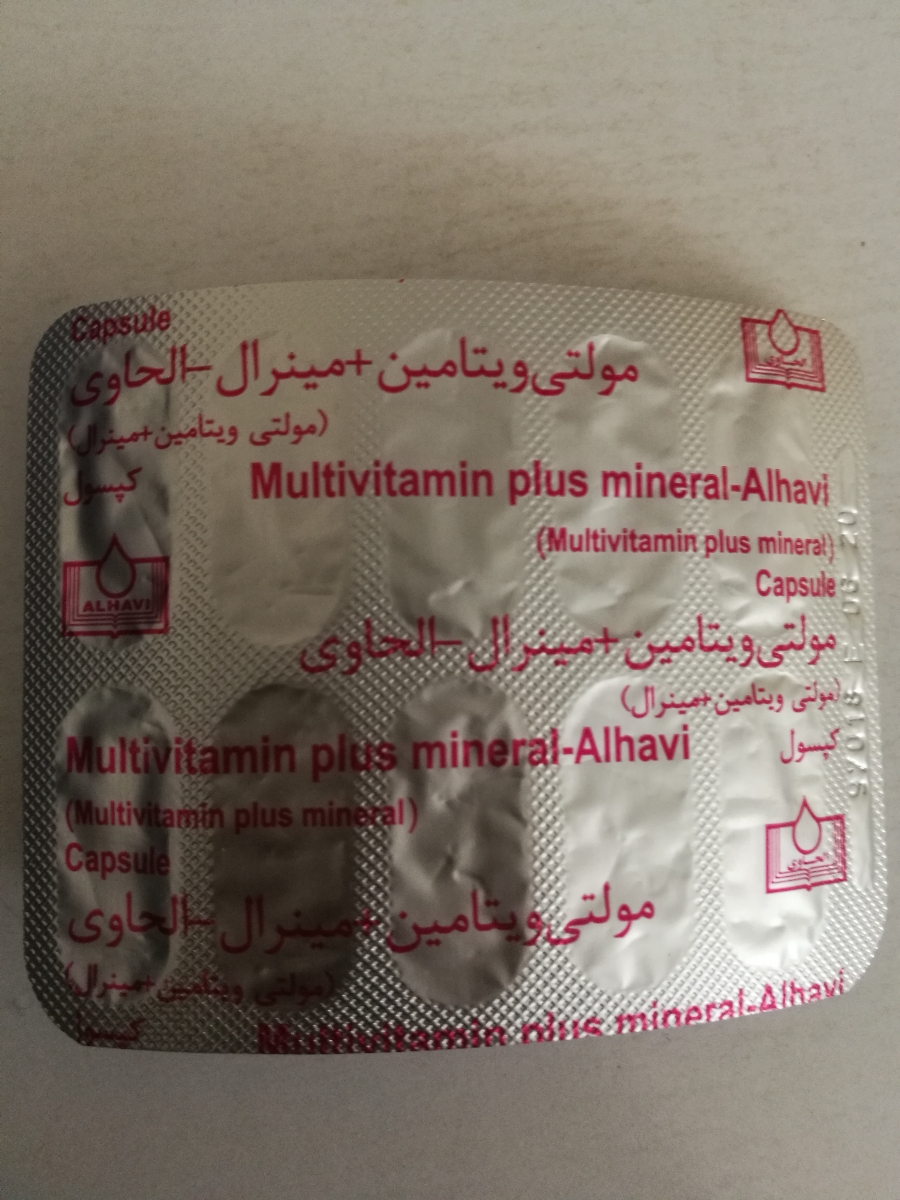 Capsule
مولتی‌ویتامین+مینرال-الحاوی
الحاوی
(مولتی ویتامین+مینرال)
کپسول
Multivitamin plus mineral-Alhavi
(Multivitamin plus mineral)
Capsule
ALHAVI
مولتی‌ویتامین+مینرال-الحاوی
(مولتی ویتامین+مینرال)
کپسول
Multivitamin plus mineral-Alhavi
(Multivitamin plus mineral)
Capsule
الحاوی
مولتی‌ویتامین+مینرال-الحاوی
(مولتی ویتامین+مینرال)
کپسول
Multivitamin plus mineral-Alhavi